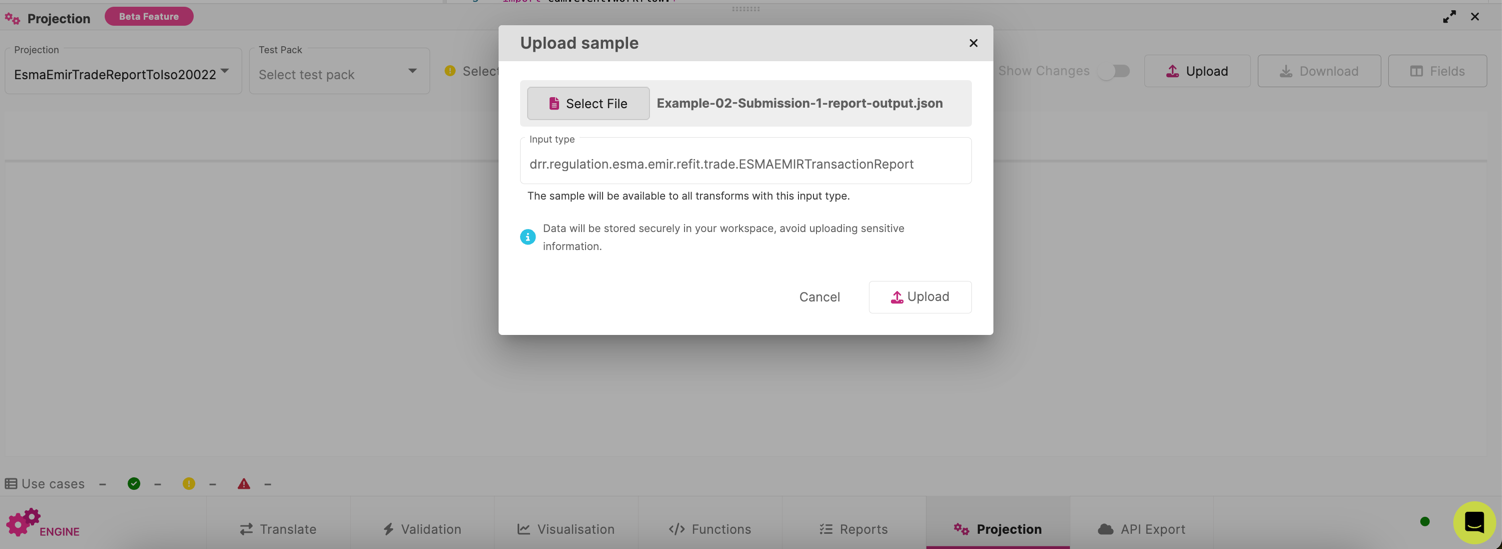 Projection
Beta Feature
Upload sample
Projection
EsmaEmirTradeReportToIso20022
Test Pack
Select test pack
Select
Show Changes
Upload
Download
Fields
Select File
Example-02-Submission-1-report-output.json
Input type
drr.regulation.esma.emir.refit.trade.ESMAEMIRTransactionReport
The sample will be available to all transforms with this input type.
Data will be stored securely in your workspace, avoid uploading sensitive
information.
Cancel
Upload
Use cases – – – –
ENGINE
Translate
Validation
Visualisation
Functions
Reports
Projection
API Export